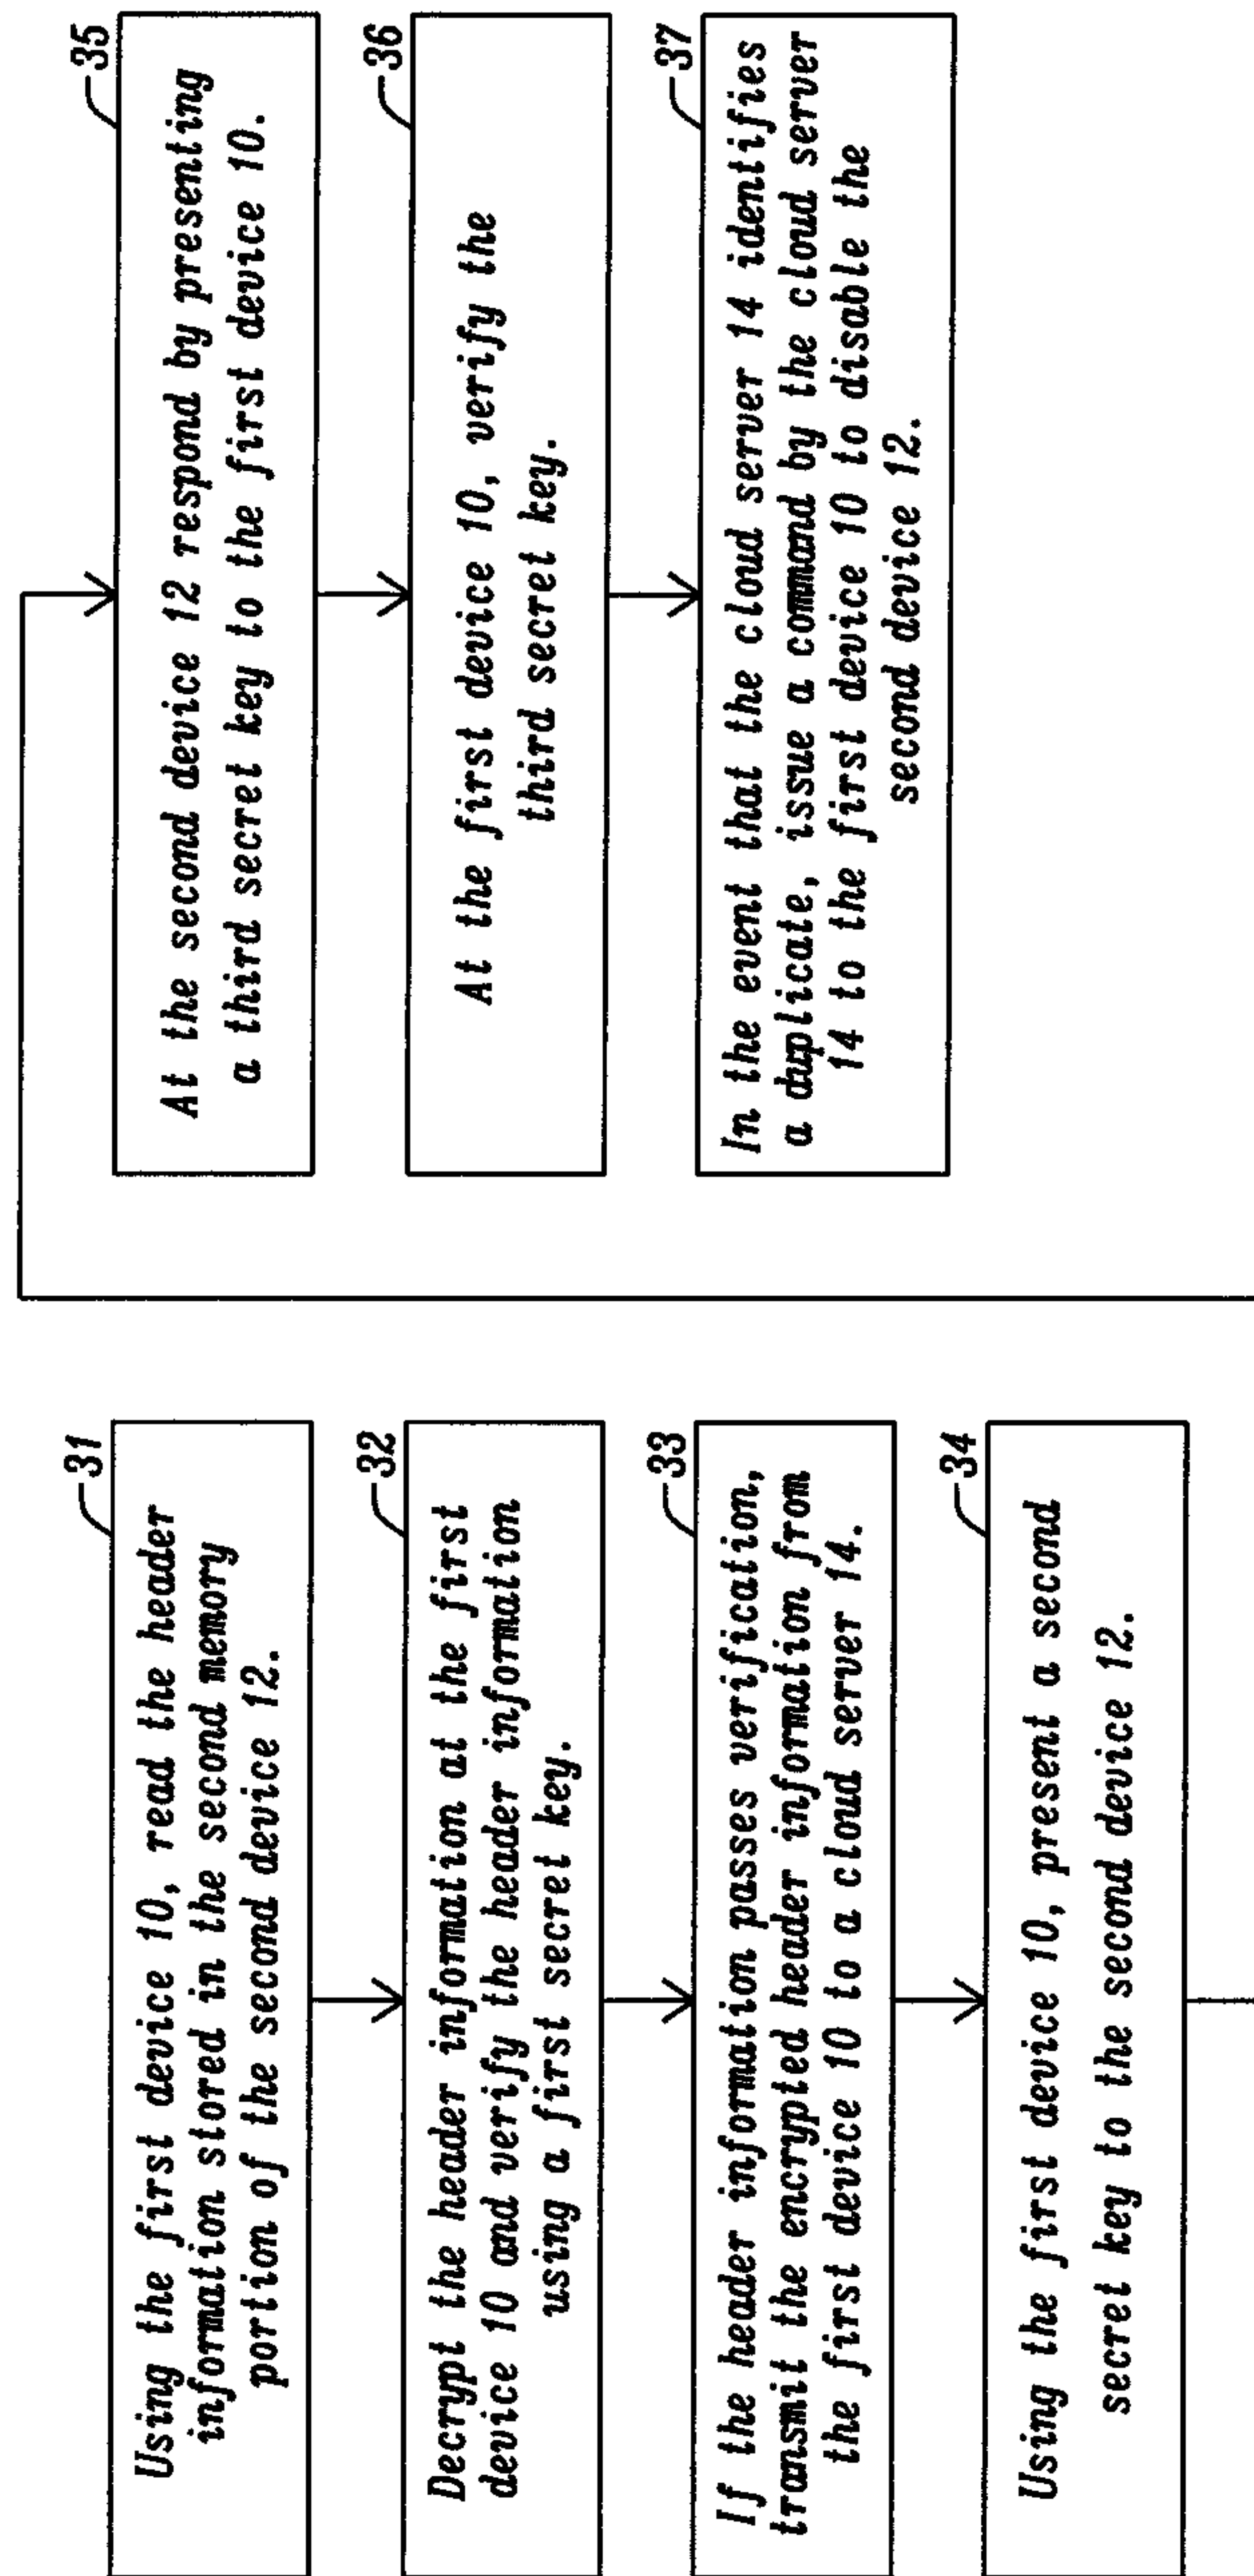 31
Using the first device 10, read the header
information stored in the second memory
portion of the second device 12.
32
Decrypt the header information at the first
device 10 and verify the header information
using a first secret key.
33
If the header information passes verification,
transmit the encrypted header information from
the first device 10 to a cloud server 14.
34
Using the first device 10, present a second
secret key to the second device 12.
35
At the second device 12 respond by presenting
a third secret key to the first device 10.
36
At the first device 10, verify the
third secret key.
37
In the event that the cloud server 14 identifies
a duplicate, issue a command by the cloud server
14 to the first device 10 to disable the
second device 12.